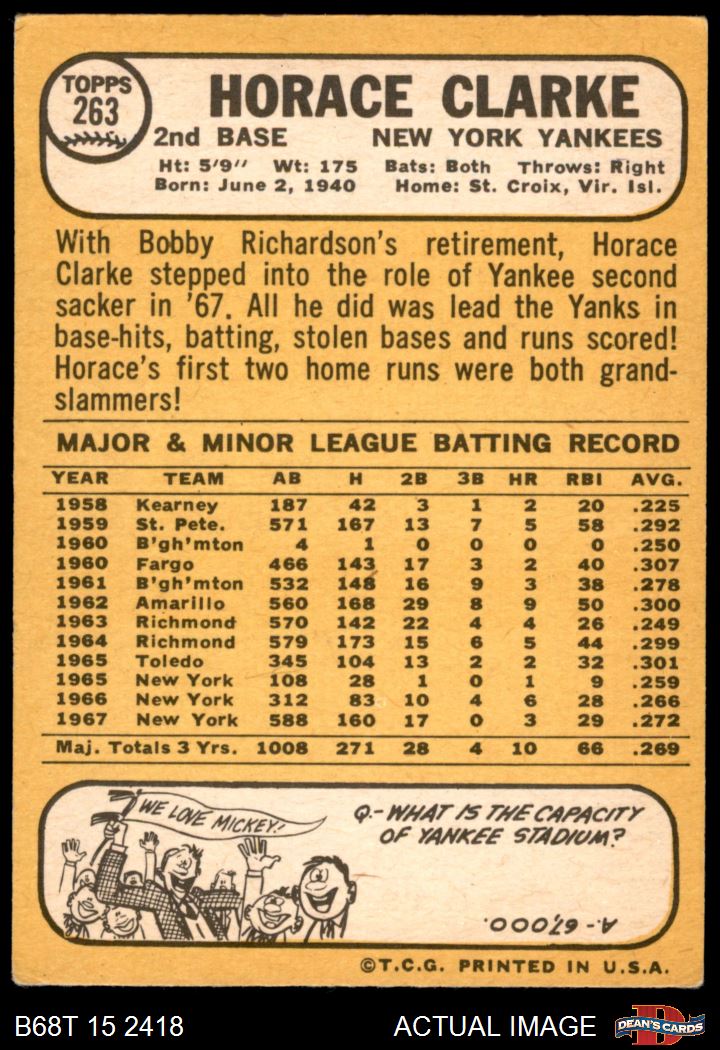 TOPPS
263
HORACE CLARKE
2nd BASE NEW YORK YANKEES
Ht: 5'9" Wt: 175 Bats: Both Throws: Right
Born: June 2, 1940 Home: St. Croix, Vir. Isl.
With Bobby Richardson's retirement, Horace
Clarke stepped into the role of Yankee second
sacker in '67. All he did was lead the Yanks in
base-hits, batting, stolen bases and runs scored!
Horace's first two home runs were both grand-
slammers!
MAJOR & MINOR LEAGUE BATTING RECORD
YEAR TEAM AB H 2B 3B HR RBI AVG.
1958 Kearney 187 42 3 1 2 20 .225
1959 St. Pete. 571 167 13 7 5 58 .292
1960 B'gh'mton 4 1 0 0 0 0 .250
1960 Fargo 466 143 17 3 2 40 .307
1961 B'gh'mton 532 148 16 9 3 38 .278
1962 Amarillo 560 168 29 8 9 50 .300
1963 Richmond 570 142 22 4 4 26 .249
1964 Richmond 579 173 15 6 5 44 .299
1965 Toledo 345 104 13 2 2 32 .301
1965 New York 108 28 1 0 1 9 .259
1966 New York 312 83 10 4 6 28 .266
1967 New York 588 160 17 0 3 29 .272
Maj. Totals 3 Yrs. 1008 271 28 4 10 66 .269
WE LOVE MICKEY!
Q.- WHAT IS THE CAPACITY
OF YANKEE STADIUM?
A.- 67,000.
©T.C.G. PRINTED IN U.S.A.
B68T 15 2418 ACTUAL IMAGE
DEAN'S CARDS